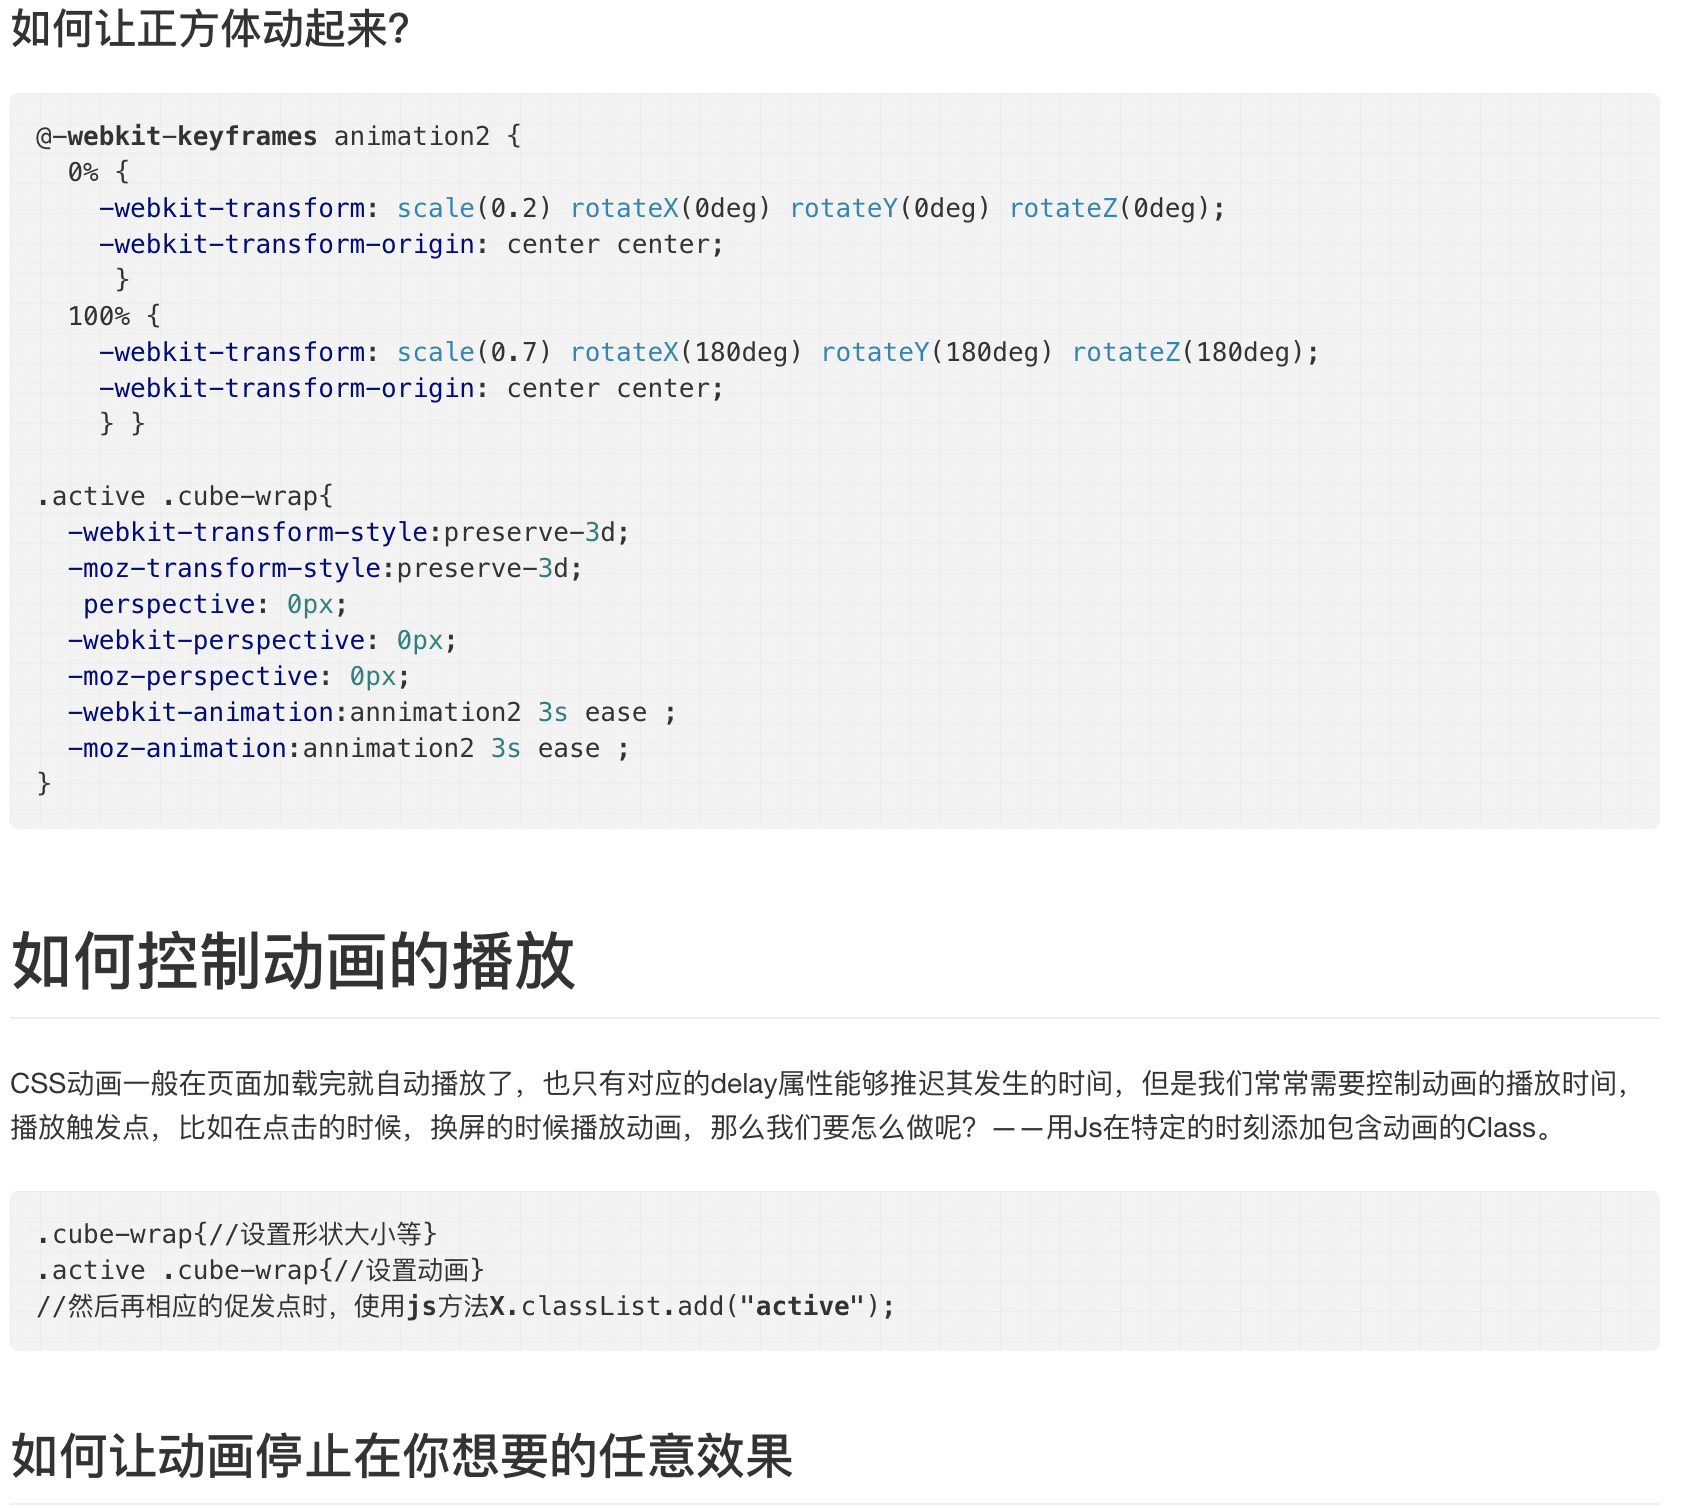 如何让正方体动起来？
@-webkit-keyframes animation2 {
  0% {
    -webkit-transform: scale(0.2) rotateX(0deg) rotateY(0deg) rotateZ(0deg);
    -webkit-transform-origin: center center;
     }
  100% {
    -webkit-transform: scale(0.7) rotateX(180deg) rotateY(180deg) rotateZ(180deg);
    -webkit-transform-origin: center center;
    } }
.active .cube-wrap{
  -webkit-transform-style:preserve-3d;
  -moz-transform-style:preserve-3d;
   perspective: 0px;
  -webkit-perspective: 0px;
  -moz-perspective: 0px;
  -webkit-animation:annimation2 3s ease ;
  -moz-animation:annimation2 3s ease ;
}
如何控制动画的播放
CSS动画一般在页面加载完就自动播放了，也只有对应的delay属性能够推迟其发生的时间，但是我们常常需要控制动画的播放时间，
播放触发点，比如在点击的时候，换屏的时候播放动画，那么我们要怎么做呢？——用Js在特定的时刻添加包含动画的Class。
.cube-wrap{//设置形状大小等}
.active .cube-wrap{//设置动画}
//然后再相应的促发点时，使用js方法X.classList.add("active");
如何让动画停止在你想要的任意效果